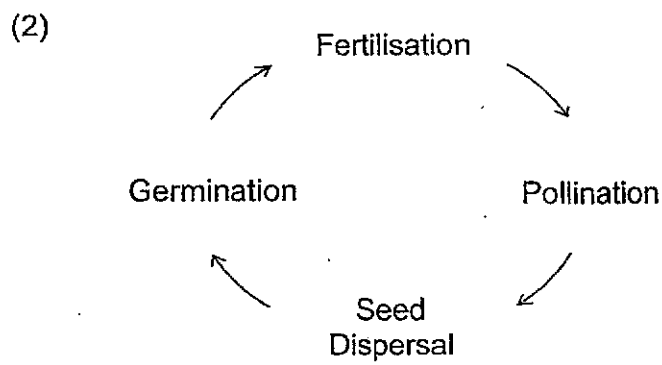 (2)
Fertilisation
Germination
Pollination
Seed
Dispersal